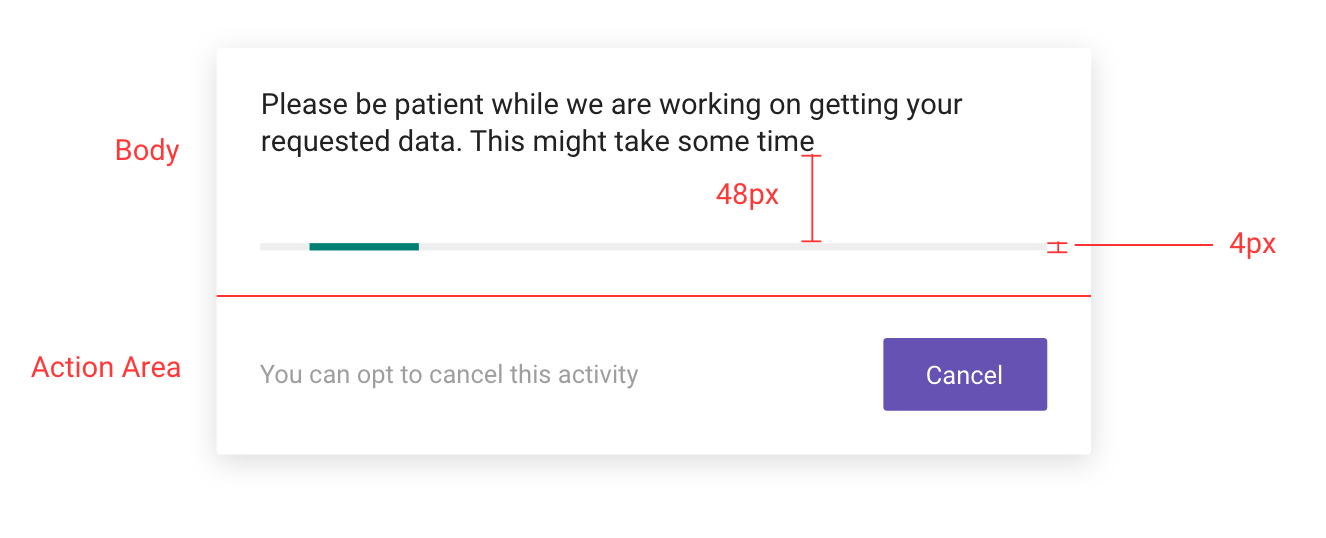 Please be patient while we are working on getting your
requested data. This might take some time
Body
48px
4px
Action Area
You can opt to cancel this activity
Cancel